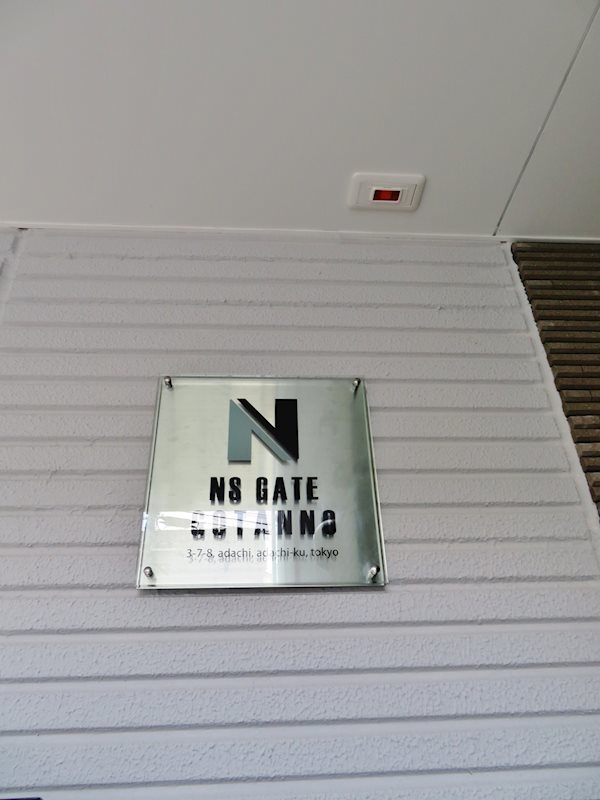 N
NS GATE
GOTANNO
3-7-8, adachi, adachi-ku, tokyo